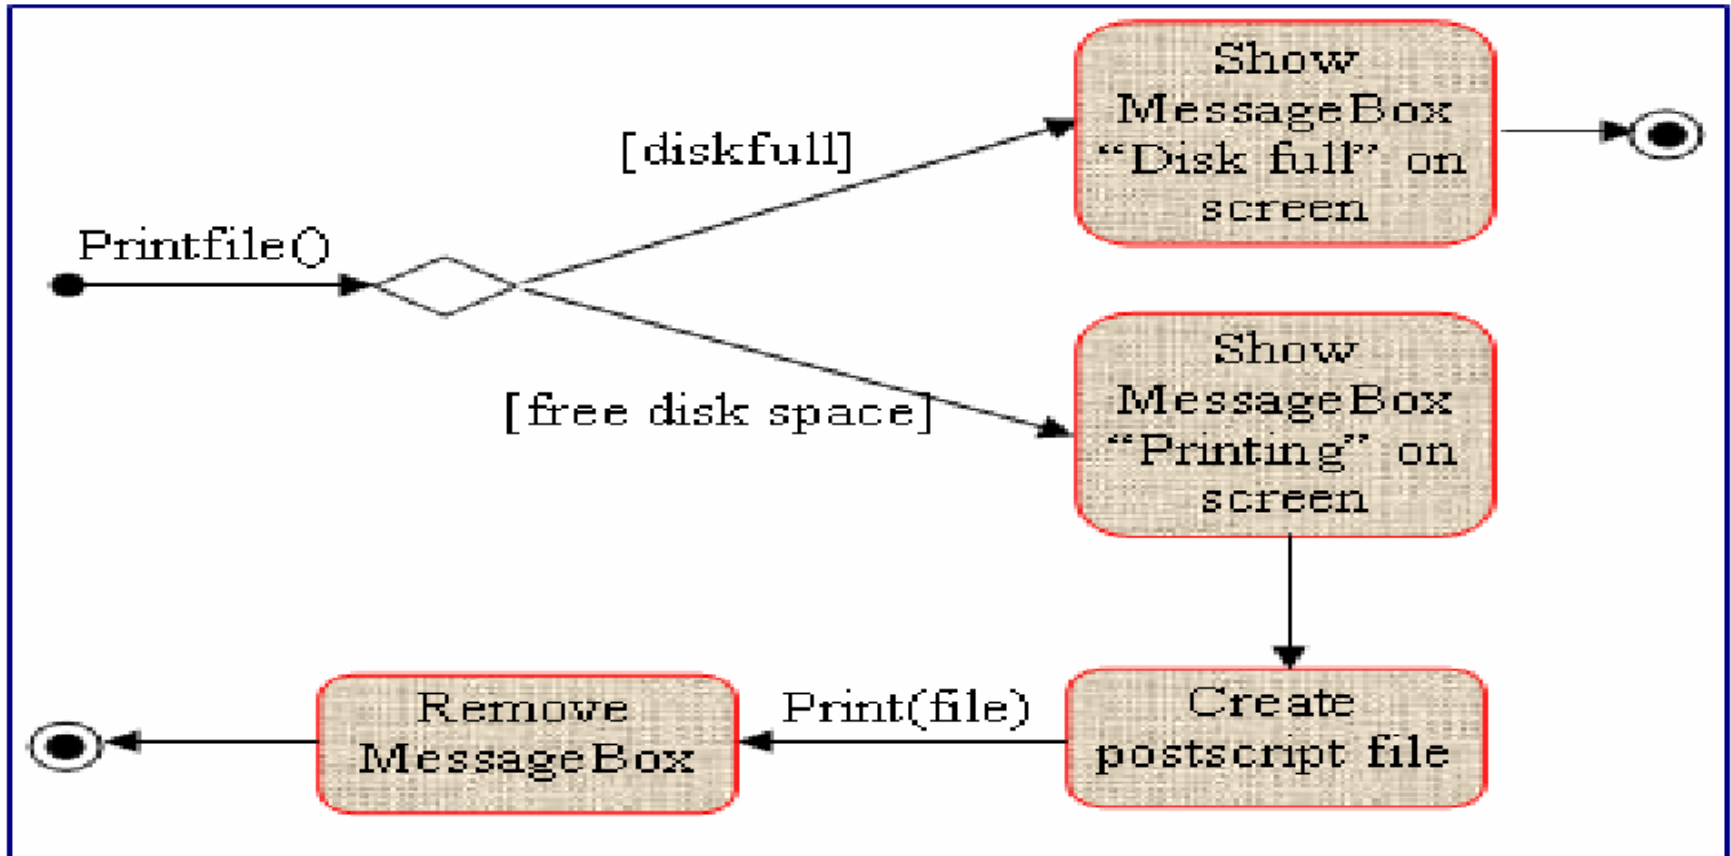 Printfile()
[diskfull]
Show
MessageBox
“Disk full” on
screen
[free disk space]
Show
MessageBox
“Printing” on
screen
Create
postscript file
Print(file)
Remove
MessageBox